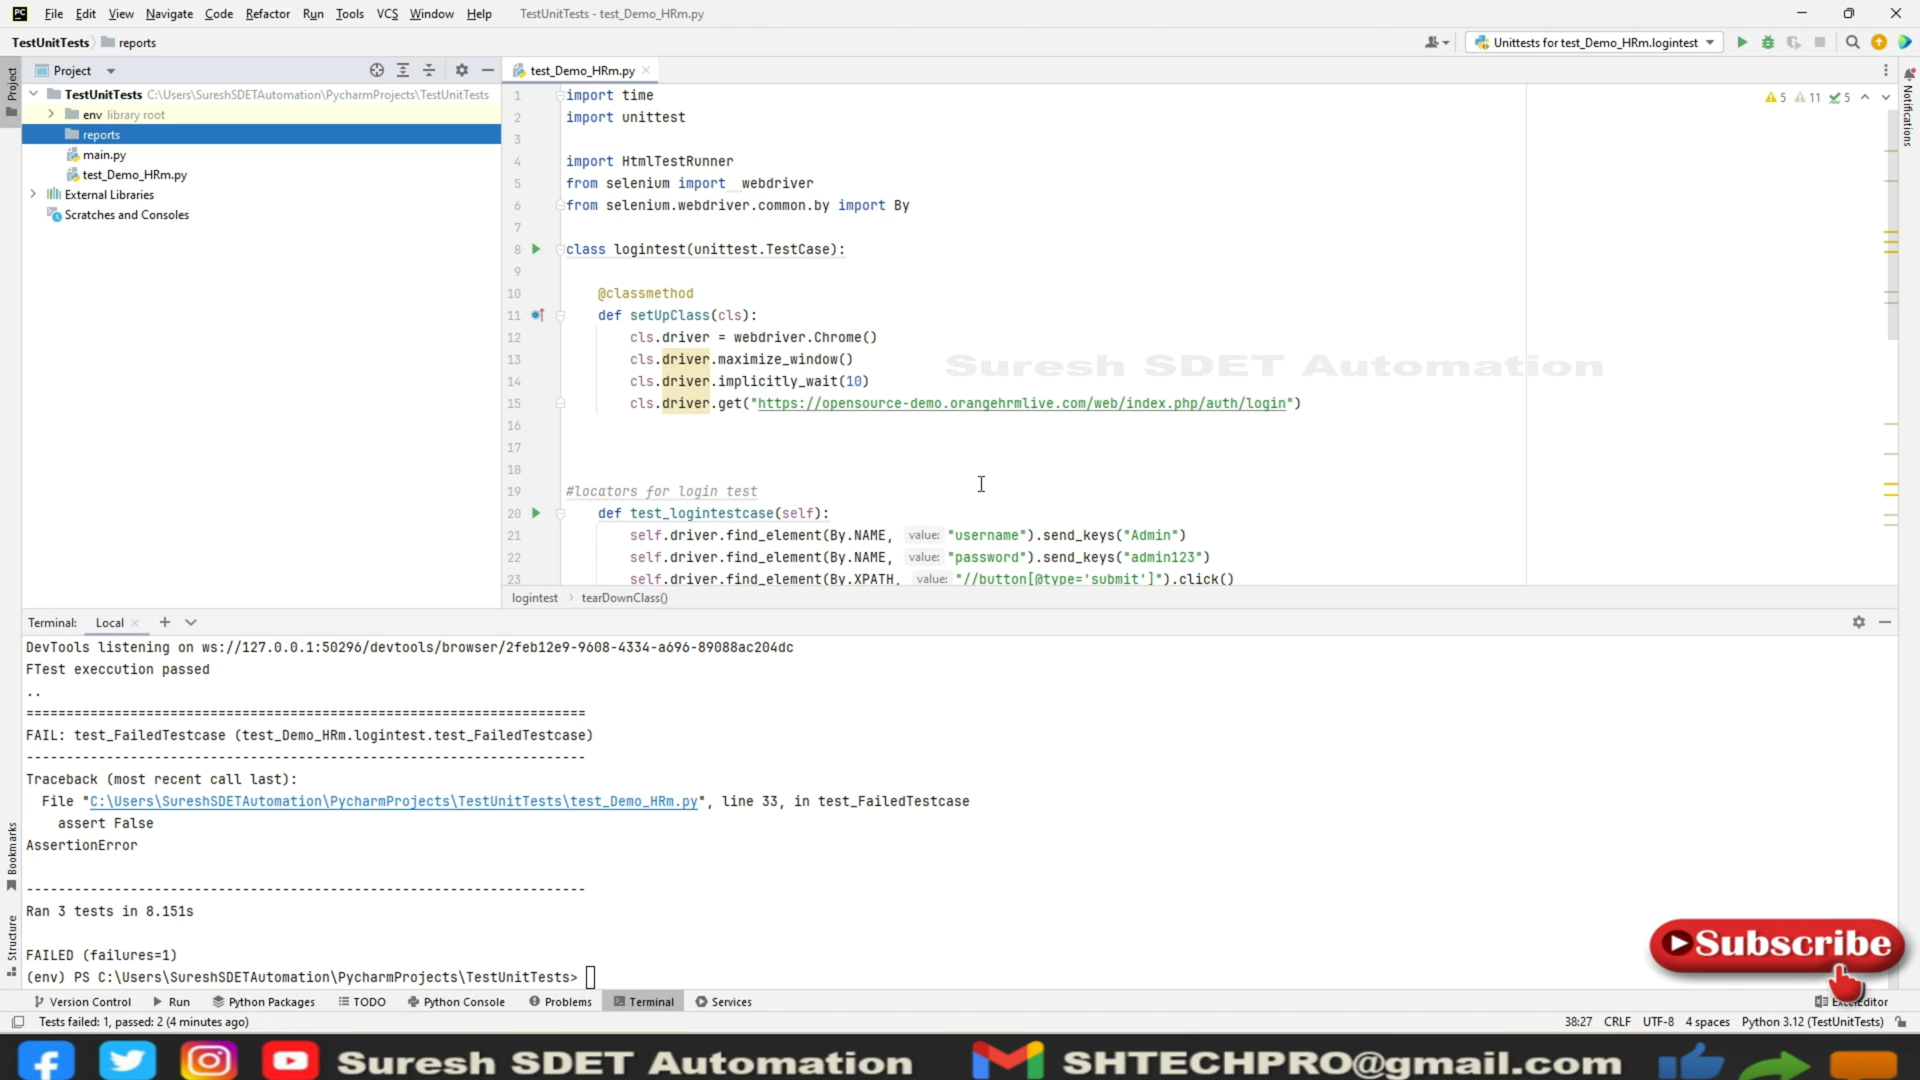 PC File Edit View Navigate Code Refactor Run Tools VCS Window Help TestUnitTests - test_Demo_HRm.py
TestUnitTests reports Unittests for test_Demo_HRm.logintest
Project
test_Demo_HRm.py
Project
Notifications
TestUnitTests C:\Users\SureshSDETAutomation\PycharmProjects\TestUnitTests
env library root
reports
main.py
test_Demo_HRm.py
External Libraries
Scratches and Consoles
5 11 5
1 import time
2 import unittest
3
4 import HtmlTestRunner
5 from selenium import  webdriver
6 from selenium.webdriver.common.by import By
7
8 class logintest(unittest.TestCase):
9
10 @classmethod
11 def setUpClass(cls):
12 cls.driver = webdriver.Chrome()
13 cls.driver.maximize_window()
Suresh SDET Automation
14 cls.driver.implicitly_wait(10)
15 cls.driver.get("https://opensource-demo.orangehrmlive.com/web/index.php/auth/login")
16
17
18
19 #locators for login test
20 def test_logintestcase(self):
21 self.driver.find_element(By.NAME, value: "username").send_keys("Admin")
22 self.driver.find_element(By.NAME, value: "password").send_keys("admin123")
23 self.driver.find_element(By.XPATH, value: "//button[@type='submit']").click()
logintest tearDownClass()
Terminal: Local
DevTools listening on ws://127.0.0.1:50296/devtools/browser/2feb12e9-9608-4334-a696-89088ac204dc
FTest execcution passed
..
======================================================================
FAIL: test_FailedTestcase (test_Demo_HRm.logintest.test_FailedTestcase)
----------------------------------------------------------------------
Traceback (most recent call last):
File "C:\Users\SureshSDETAutomation\PycharmProjects\TestUnitTests\test_Demo_HRm.py", line 33, in test_FailedTestcase
assert False
AssertionError
----------------------------------------------------------------------
Ran 3 tests in 8.151s
FAILED (failures=1)
(env) PS C:\Users\SureshSDETAutomation\PycharmProjects\TestUnitTests>
Bookmarks
Structure
Subscribe
Version Control Run Python Packages TODO Python Console Problems Terminal Services
Tests failed: 1, passed: 2 (4 minutes ago) 38:27 CRLF UTF-8 4 spaces Python 3.12 (TestUnitTests)
Suresh SDET Automation SHTECHPRO@gmail.com